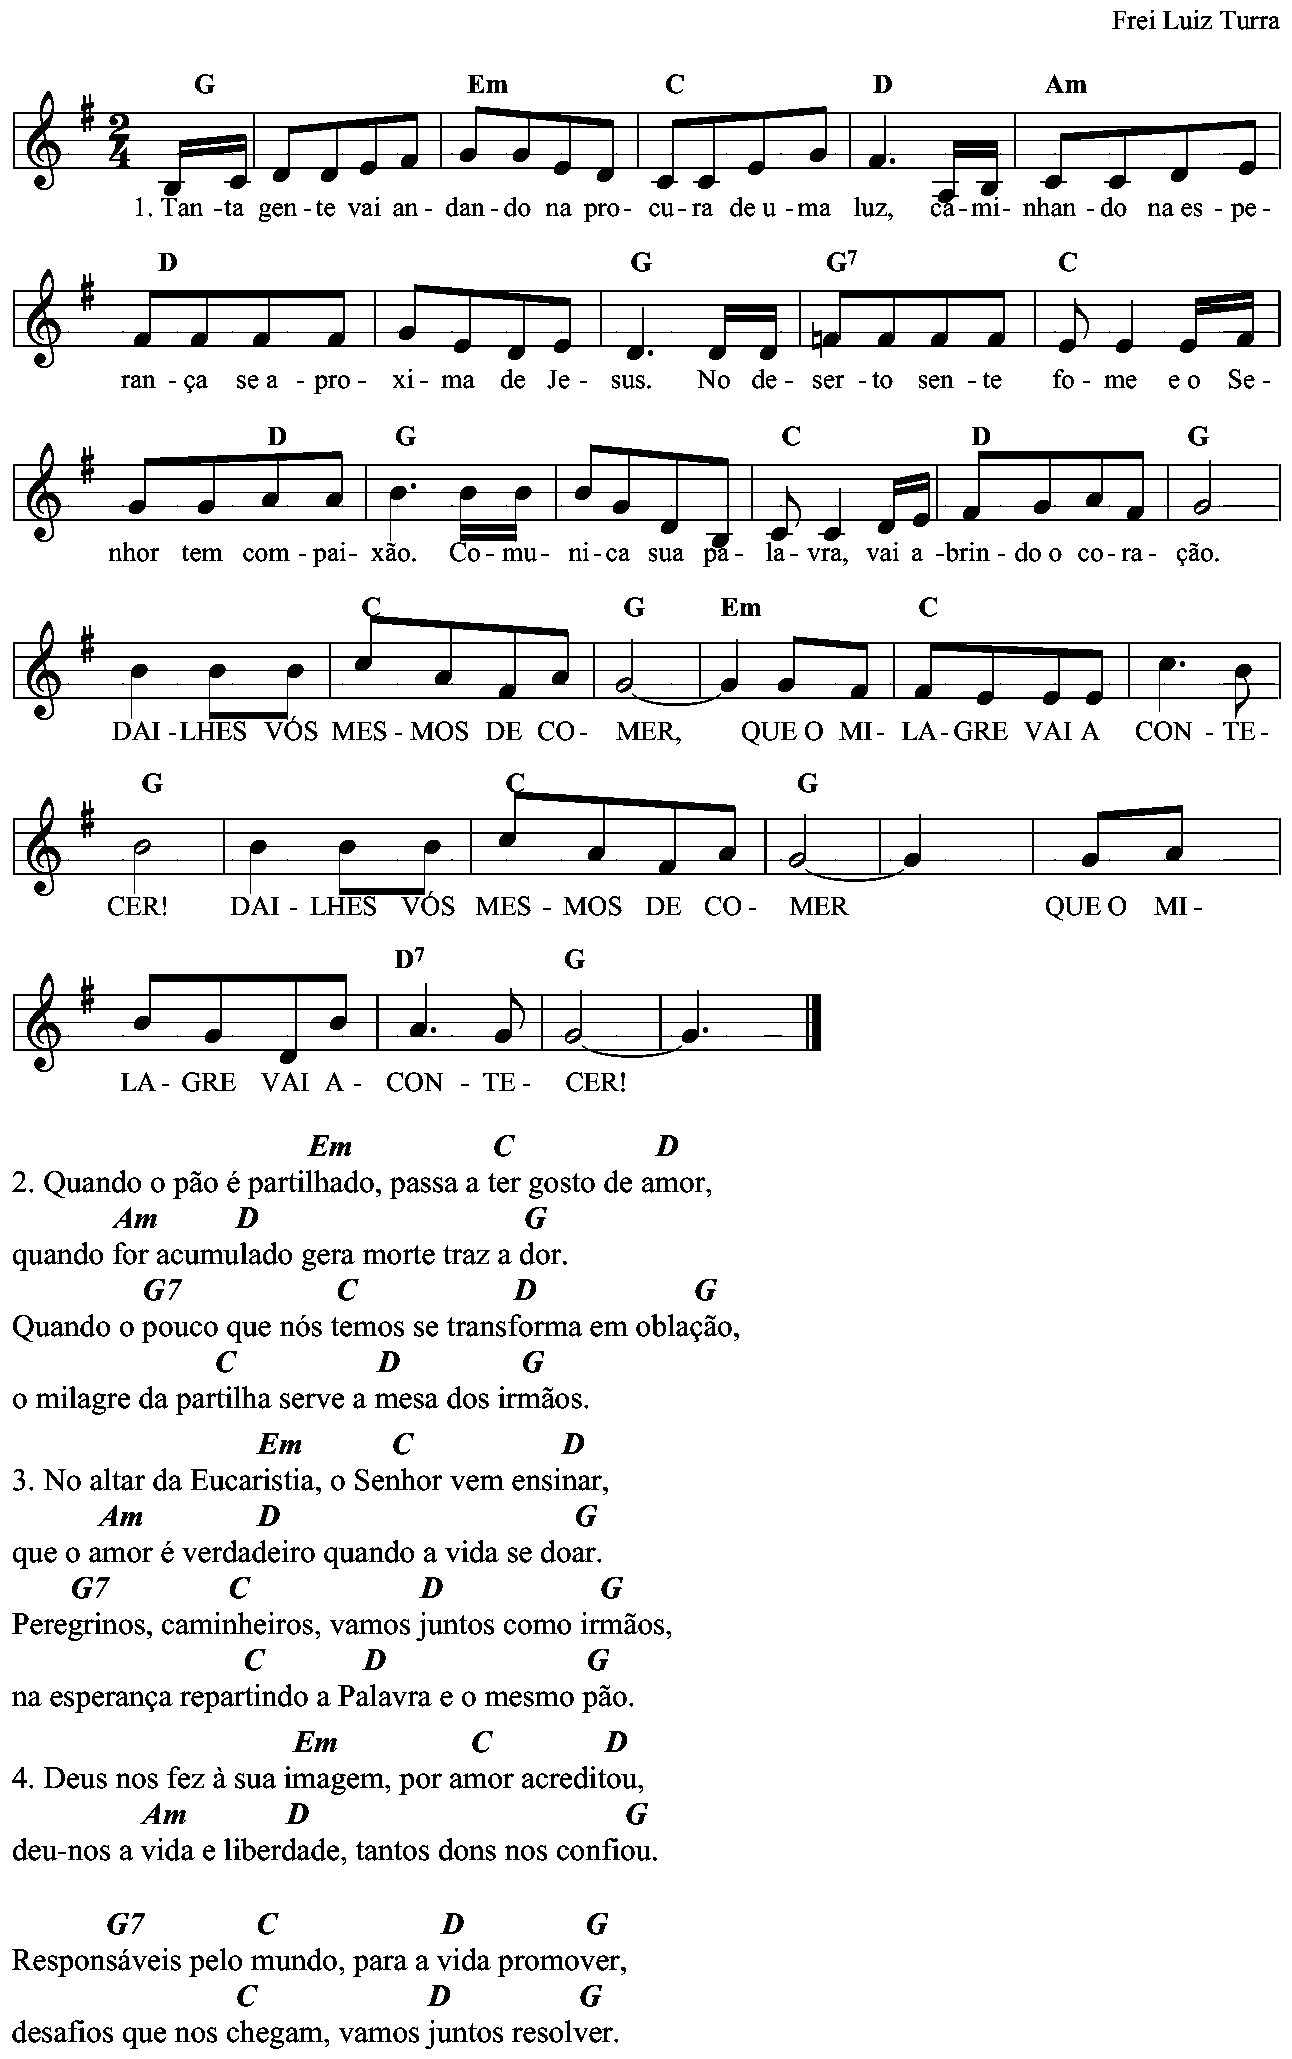 Frei Luiz Turra
G Em C D Am
2
4
1. Tan - ta gen - te vai an - dan - do na pro - cu - ra de u - ma luz, ca - mi - nhan - do na es - pe -
D G G7 C
ran - ça se a - pro - xi - ma de Je - sus. No de - ser - to sen - te fo - me e o Se -
D G C D G
nhor tem com - pai - xão. Co - mu - ni - ca sua pa - la - vra, vai a - brin - do o co - ra - ção.
C G Em C
DAI - LHES VÓS MES - MOS DE CO - MER, QUE O MI - LA - GRE VAI A CON - TE -
G C G
CER! DAI - LHES VÓS MES - MOS DE CO - MER QUE O MI -
D7 G
LA - GRE VAI A - CON - TE - CER!
Em C D
2. Quando o pão é partilhado, passa a ter gosto de amor,
Am D G
quando for acumulado gera morte traz a dor.
G7 C D G
Quando o pouco que nós temos se transforma em oblação,
C D G
o milagre da partilha serve a mesa dos irmãos.
Em C D
3. No altar da Eucaristia, o Senhor vem ensinar,
Am D G
que o amor é verdadeiro quando a vida se doar.
G7 C D G
Peregrinos, caminheiros, vamos juntos como irmãos,
C D G
na esperança repartindo a Palavra e o mesmo pão.
Em C D
4. Deus nos fez à sua imagem, por amor acreditou,
Am D G
deu-nos a vida e liberdade, tantos dons nos confiou.
G7 C D G
Responsáveis pelo mundo, para a vida promover,
C D G
desafios que nos chegam, vamos juntos resolver.